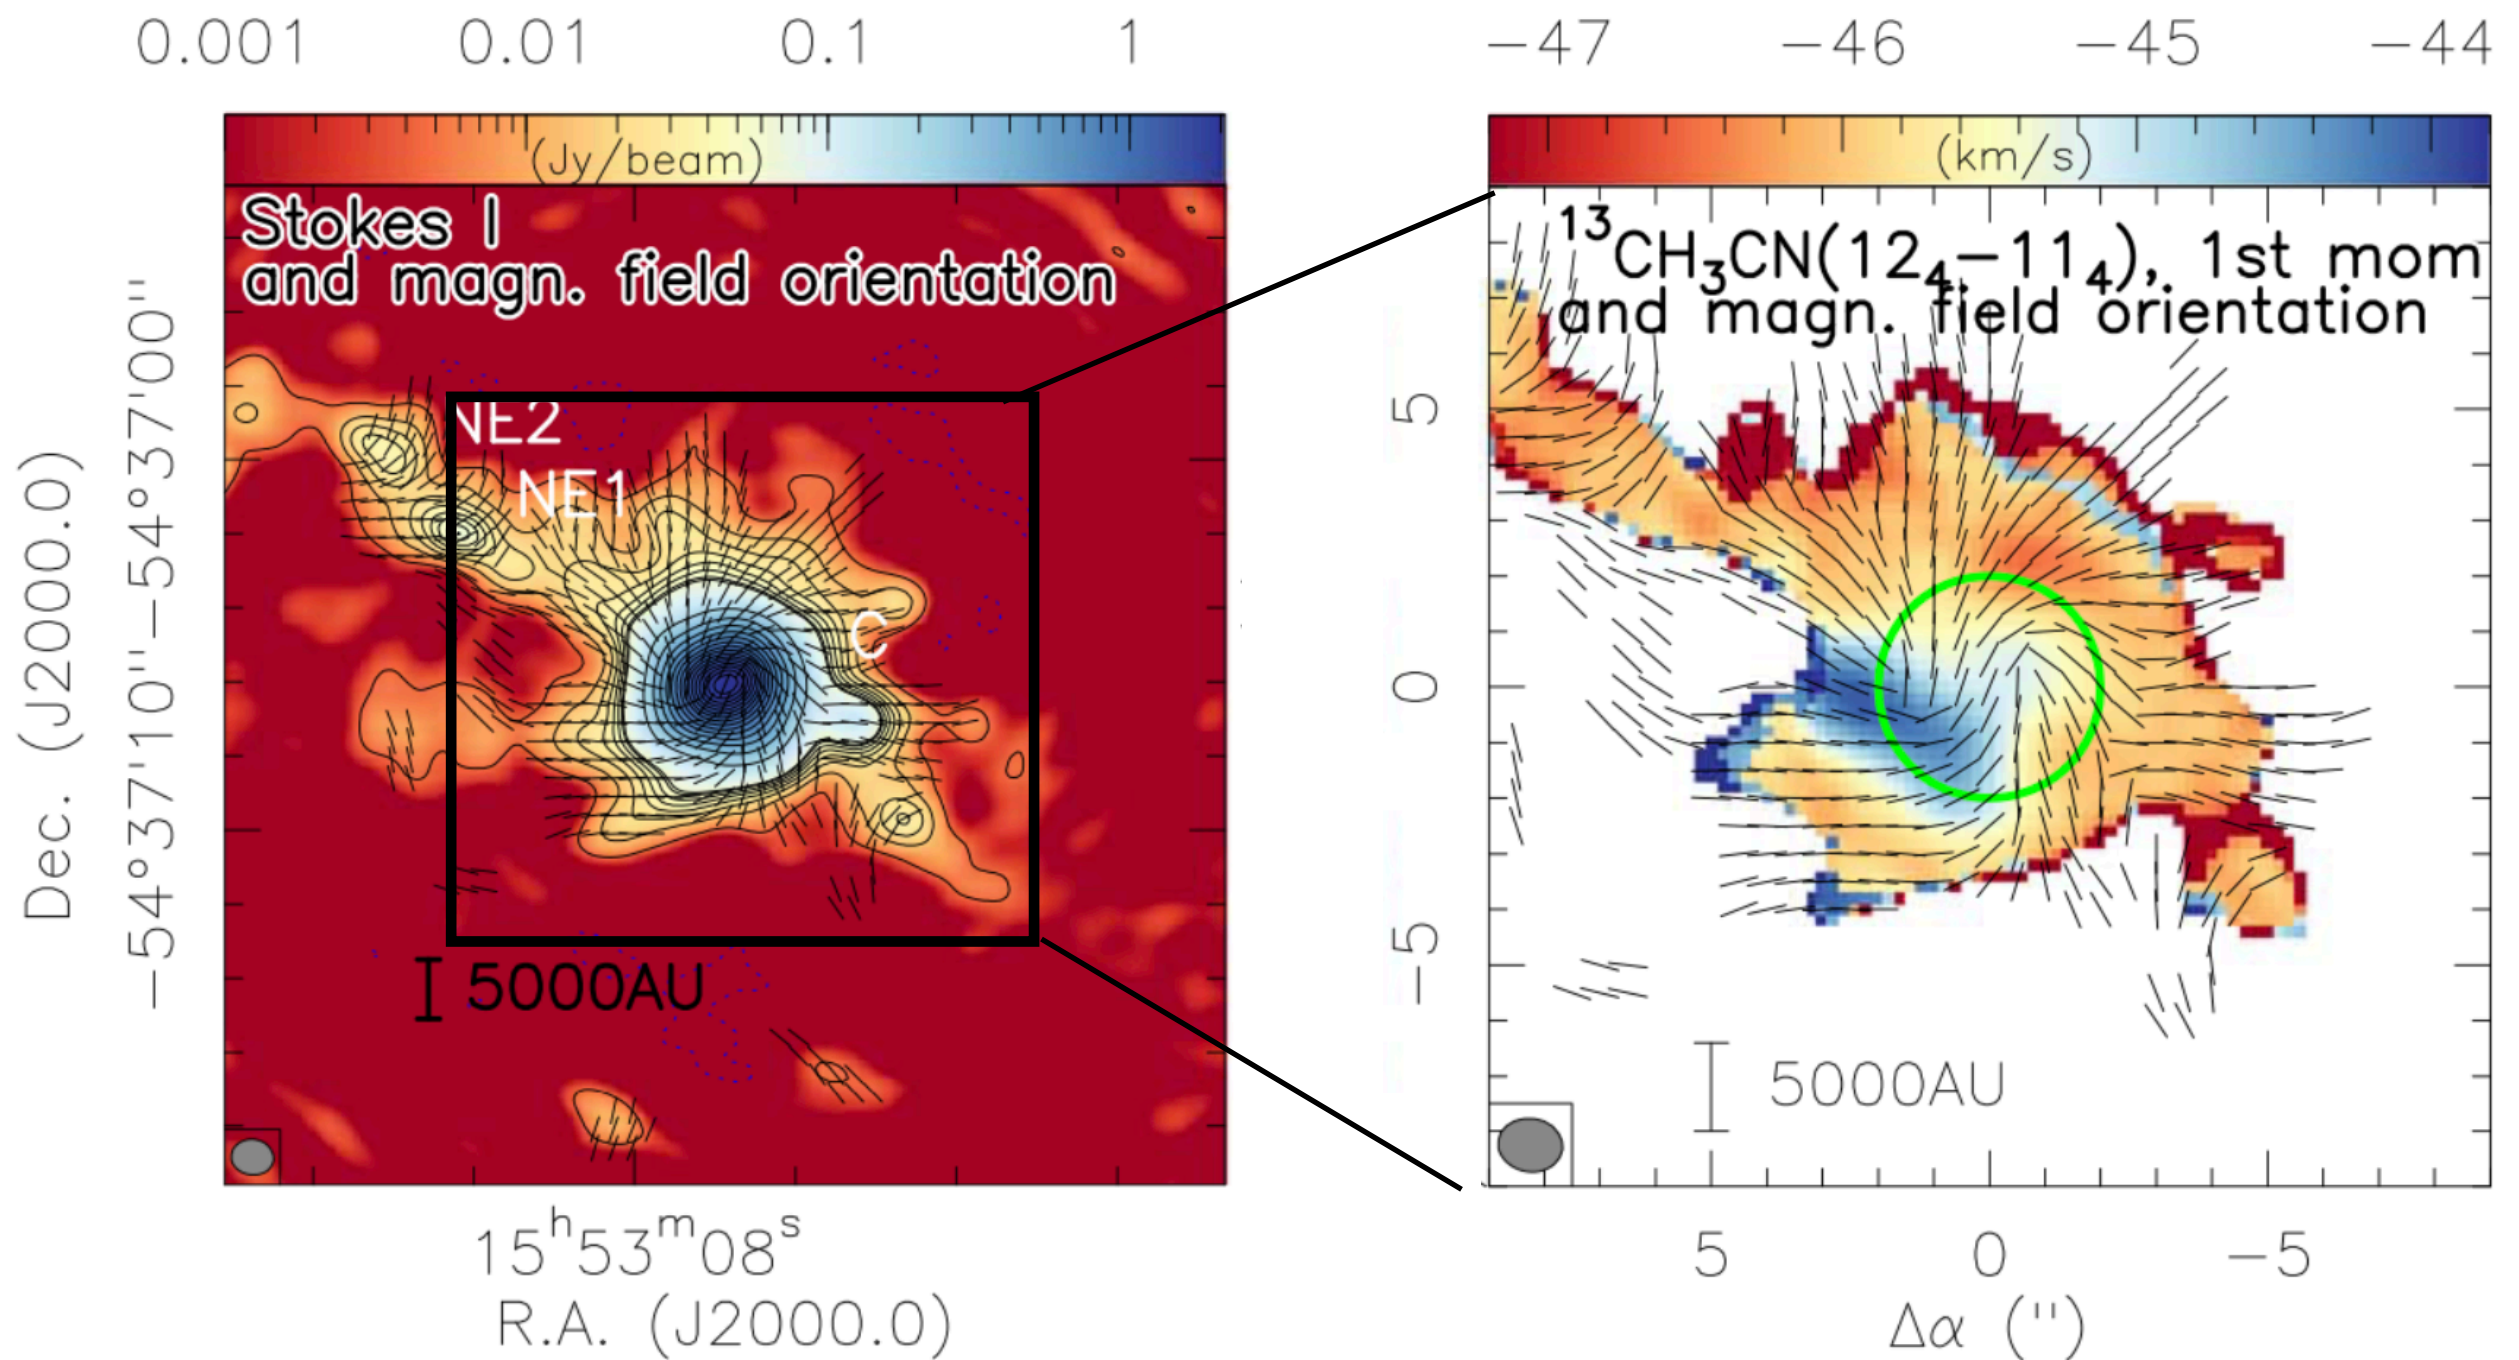 0.001 0.01 0.1 1
(Jy/beam)
Stokes I
and magn. field orientation
NE2
NE1
C
5000AU
Dec. (J2000.0)
−54°37'10" −54°37'00"
15ʰ53ᵐ08ˢ
R.A. (J2000.0)
−47 −46 −45 −44
(km/s)
¹³CH₃CN(12₄−11₄), 1st mom
and magn. field orientation
5
0
−5
5000AU
5 0 −5
Δα (")